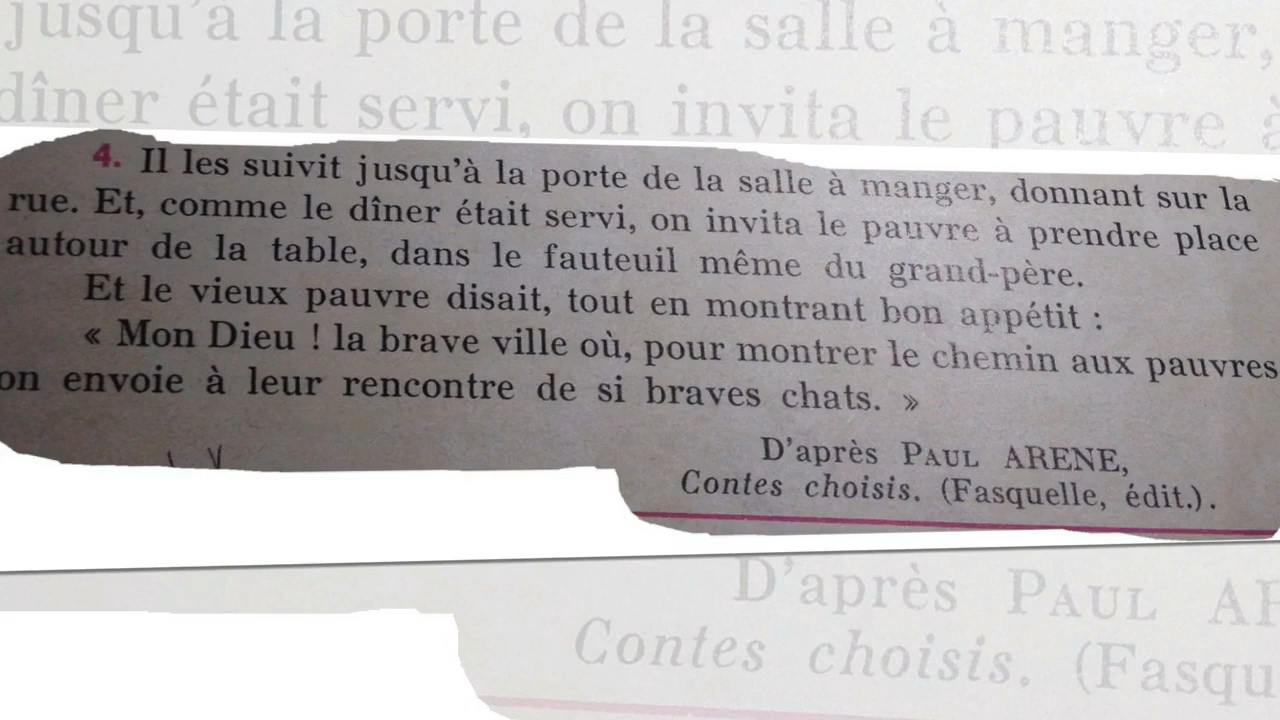 jusqu'à la porte de la salle à manger,
dîner était servi, on invita le pauvre à
4. Il les suivit jusqu'à la porte de la salle à manger, donnant sur la
rue. Et, comme le dîner était servi, on invita le pauvre à prendre place
autour de la table, dans le fauteuil même du grand-père.
Et le vieux pauvre disait, tout en montrant bon appétit :
« Mon Dieu ! la brave ville où, pour montrer le chemin aux pauvres
on envoie à leur rencontre de si braves chats. »
D'après PAUL ARENE,
Contes choisis. (Fasquelle, édit.).
D'après PAUL AR
Contes choisis. (Fasqu